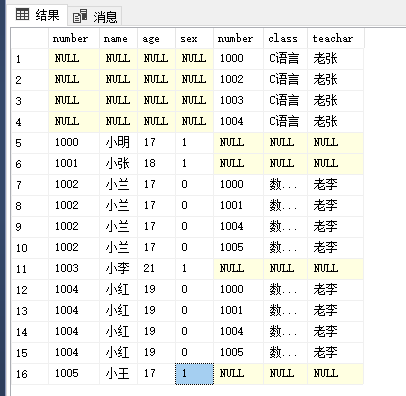 结果 消息
number name age sex number class teachar
1 NULL NULL NULL NULL 1000 C语言 老张
2 NULL NULL NULL NULL 1002 C语言 老张
3 NULL NULL NULL NULL 1003 C语言 老张
4 NULL NULL NULL NULL 1004 C语言 老张
5 1000 小明 17 1 NULL NULL NULL
6 1001 小张 18 1 NULL NULL NULL
7 1002 小兰 17 0 1000 数... 老李
8 1002 小兰 17 0 1001 数... 老李
9 1002 小兰 17 0 1004 数... 老李
10 1002 小兰 17 0 1005 数... 老李
11 1003 小李 21 1 NULL NULL NULL
12 1004 小红 19 0 1000 数... 老李
13 1004 小红 19 0 1001 数... 老李
14 1004 小红 19 0 1004 数... 老李
15 1004 小红 19 0 1005 数... 老李
16 1005 小王 17 1 NULL NULL NULL